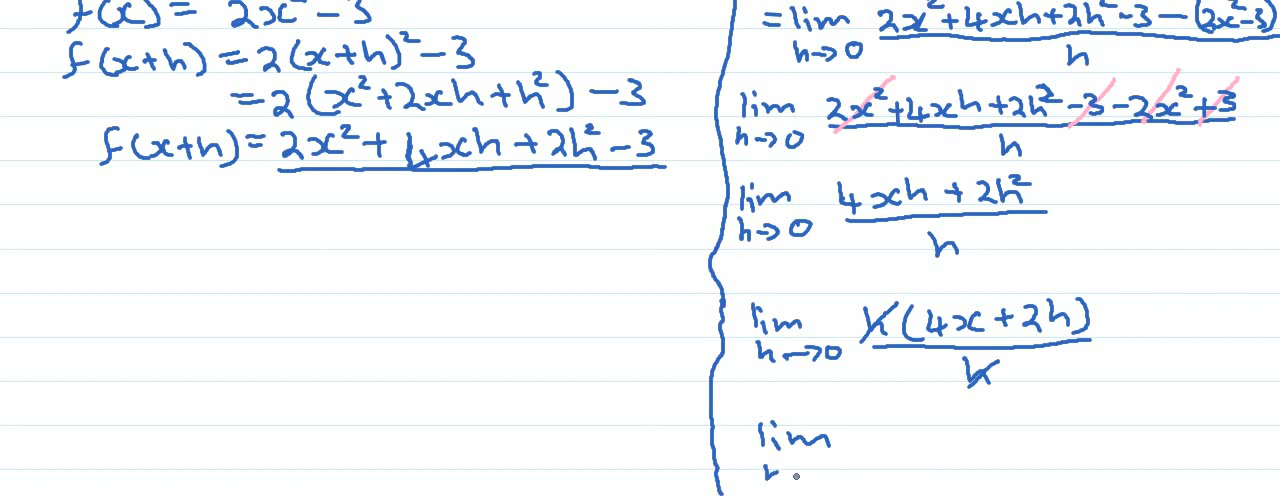 f(x) = 2x² - 3
f(x+h) = 2(x+h)² - 3
= 2(x² + 2xh + h²) - 3
f(x+h) = 2x² + 4xh + 2h² - 3
= lim h→0 (2x² + 4xh + 2h² - 3 - (2x² - 3)) / h
lim h→0 (2x² + 4xh + 2h² - 3 - 2x² + 3) / h
lim h→0 (4xh + 2h²) / h
lim h→0 h(4x + 2h) / h
lim
h